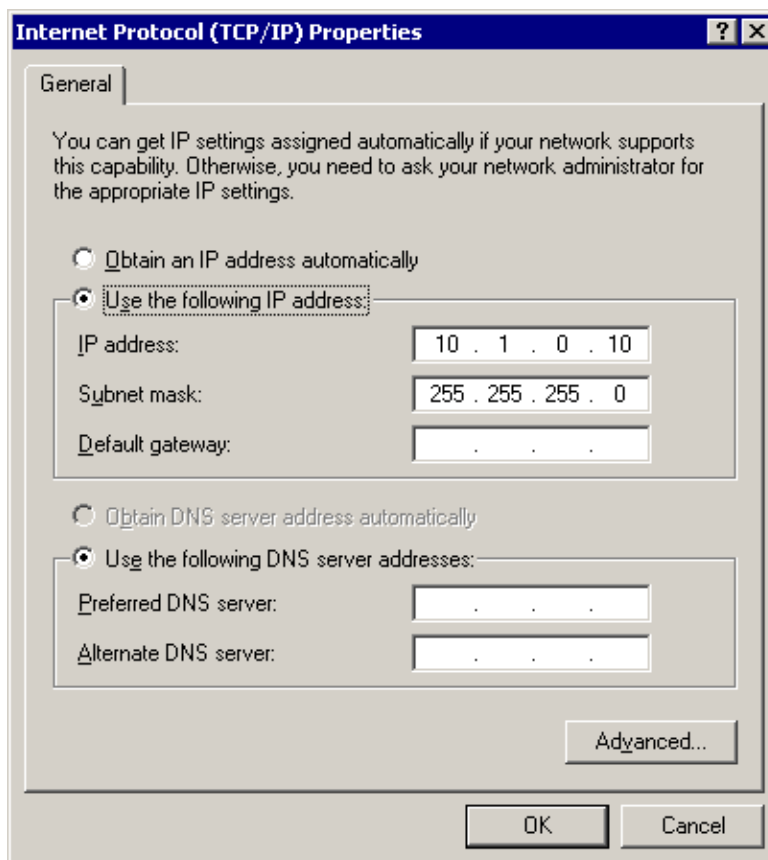 Internet Protocol (TCP/IP) Properties
General
You can get IP settings assigned automatically if your network supports
this capability. Otherwise, you need to ask your network administrator for
the appropriate IP settings.
Obtain an IP address automatically
Use the following IP address:
IP address: 10 . 1 . 0 . 10
Subnet mask: 255 . 255 . 255 . 0
Default gateway: . . .
Obtain DNS server address automatically
Use the following DNS server addresses:
Preferred DNS server: . . .
Alternate DNS server: . . .
Advanced...
OK Cancel